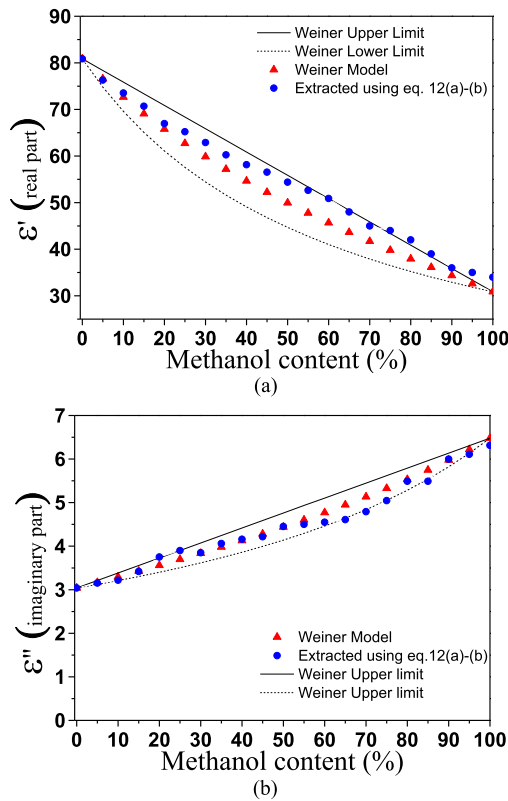 90
80
70
60
50
40
30
ε' (real part)
Weiner Upper Limit
Weiner Lower Limit
Weiner Model
Extracted using eq. 12(a)-(b)
0 10 20 30 40 50 60 70 80 90 100
Methanol content (%)
(a)
7
6
5
4
3
2
1
0
ε'' (imaginary part)
Weiner Model
Extracted using eq.12(a)-(b)
Weiner Upper limit
Weiner Upper limit
0 10 20 30 40 50 60 70 80 90 100
Methanol content (%)
(b)